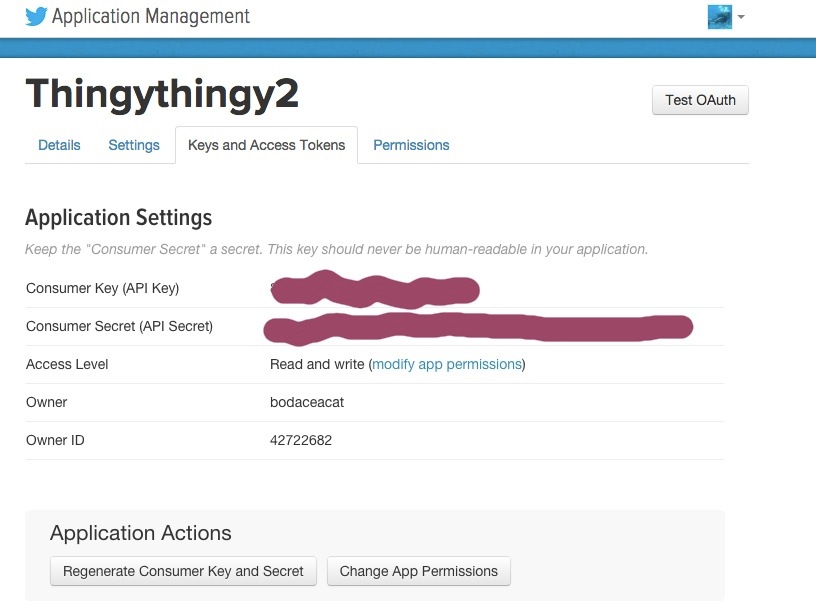 Application Management
Thingythingy2
Test OAuth
Details Settings Keys and Access Tokens Permissions
Application Settings
Keep the "Consumer Secret" a secret. This key should never be human-readable in your application.
Consumer Key (API Key)
Consumer Secret (API Secret)
Access Level Read and write (modify app permissions)
Owner bodaceacat
Owner ID 42722682
Application Actions
Regenerate Consumer Key and Secret Change App Permissions